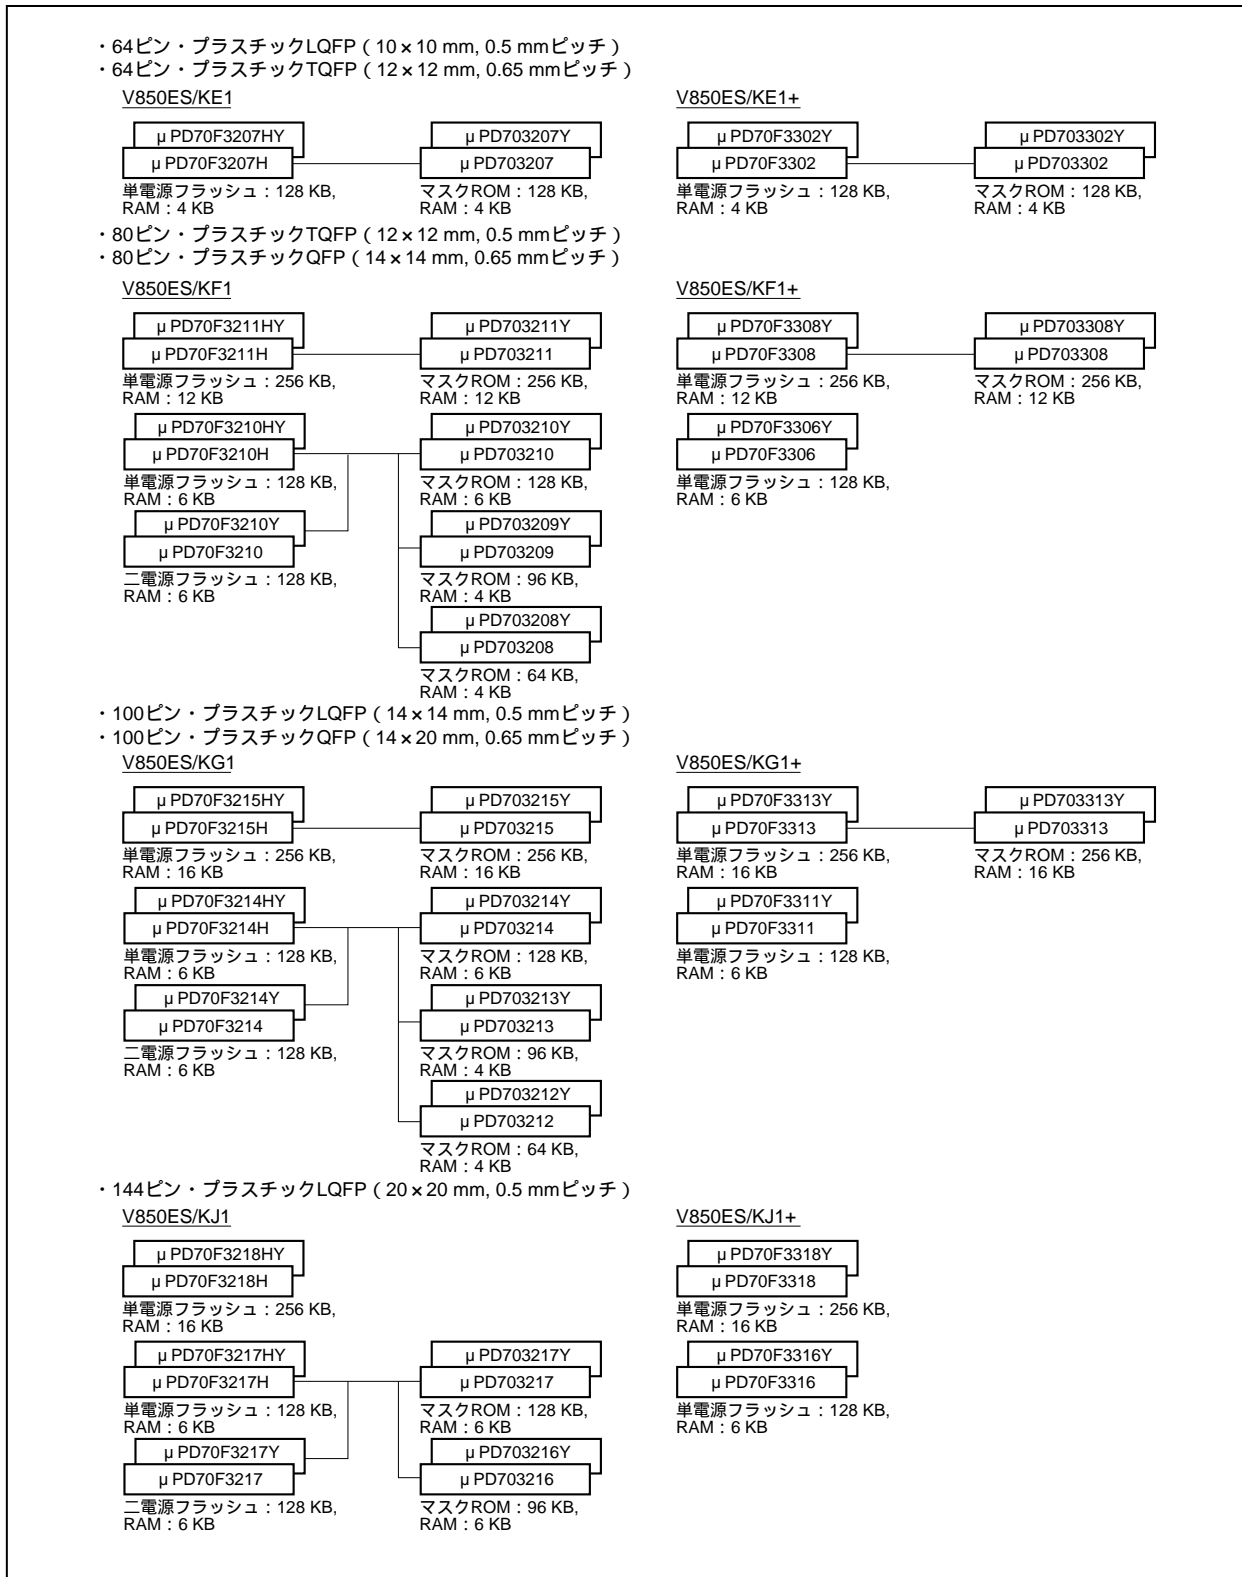 ・64ピン・プラスチックLQFP（10×10 mm, 0.5 mmピッチ）
・64ピン・プラスチックTQFP（12×12 mm, 0.65 mmピッチ）
V850ES/KE1
μPD70F3207HY
μPD70F3207H
単電源フラッシュ：128 KB,
RAM：4 KB
μPD703207Y
μPD703207
マスクROM：128 KB,
RAM：4 KB
V850ES/KE1+
μPD70F3302Y
μPD70F3302
単電源フラッシュ：128 KB,
RAM：4 KB
μPD703302Y
μPD703302
マスクROM：128 KB,
RAM：4 KB
・80ピン・プラスチックTQFP（12×12 mm, 0.5 mmピッチ）
・80ピン・プラスチックQFP（14×14 mm, 0.65 mmピッチ）
V850ES/KF1
μPD70F3211HY
μPD70F3211H
単電源フラッシュ：256 KB,
RAM：12 KB
μPD703211Y
μPD703211
マスクROM：256 KB,
RAM：12 KB
μPD70F3210HY
μPD70F3210H
単電源フラッシュ：128 KB,
RAM：6 KB
μPD703210Y
μPD703210
マスクROM：128 KB,
RAM：6 KB
μPD70F3210Y
μPD70F3210
二電源フラッシュ：128 KB,
RAM：6 KB
μPD703209Y
μPD703209
マスクROM：96 KB,
RAM：4 KB
μPD703208Y
μPD703208
マスクROM：64 KB,
RAM：4 KB
V850ES/KF1+
μPD70F3308Y
μPD70F3308
単電源フラッシュ：256 KB,
RAM：12 KB
μPD703308Y
μPD703308
マスクROM：256 KB,
RAM：12 KB
μPD70F3306Y
μPD70F3306
単電源フラッシュ：128 KB,
RAM：6 KB
・100ピン・プラスチックLQFP（14×14 mm, 0.5 mmピッチ）
・100ピン・プラスチックQFP（14×20 mm, 0.65 mmピッチ）
V850ES/KG1
μPD70F3215HY
μPD70F3215H
単電源フラッシュ：256 KB,
RAM：16 KB
μPD703215Y
μPD703215
マスクROM：256 KB,
RAM：16 KB
μPD70F3214HY
μPD70F3214H
単電源フラッシュ：128 KB,
RAM：6 KB
μPD703214Y
μPD703214
マスクROM：128 KB,
RAM：6 KB
μPD70F3214Y
μPD70F3214
二電源フラッシュ：128 KB,
RAM：6 KB
μPD703213Y
μPD703213
マスクROM：96 KB,
RAM：4 KB
μPD703212Y
μPD703212
マスクROM：64 KB,
RAM：4 KB
V850ES/KG1+
μPD70F3313Y
μPD70F3313
単電源フラッシュ：256 KB,
RAM：16 KB
μPD703313Y
μPD703313
マスクROM：256 KB,
RAM：16 KB
μPD70F3311Y
μPD70F3311
単電源フラッシュ：128 KB,
RAM：6 KB
・144ピン・プラスチックLQFP（20×20 mm, 0.5 mmピッチ）
V850ES/KJ1
μPD70F3218HY
μPD70F3218H
単電源フラッシュ：256 KB,
RAM：16 KB
μPD70F3217HY
μPD70F3217H
単電源フラッシュ：128 KB,
RAM：6 KB
μPD703217Y
μPD703217
マスクROM：128 KB,
RAM：6 KB
μPD70F3217Y
μPD70F3217
二電源フラッシュ：128 KB,
RAM：6 KB
μPD703216Y
μPD703216
マスクROM：96 KB,
RAM：6 KB
V850ES/KJ1+
μPD70F3318Y
μPD70F3318
単電源フラッシュ：256 KB,
RAM：16 KB
μPD70F3316Y
μPD70F3316
単電源フラッシュ：128 KB,
RAM：6 KB